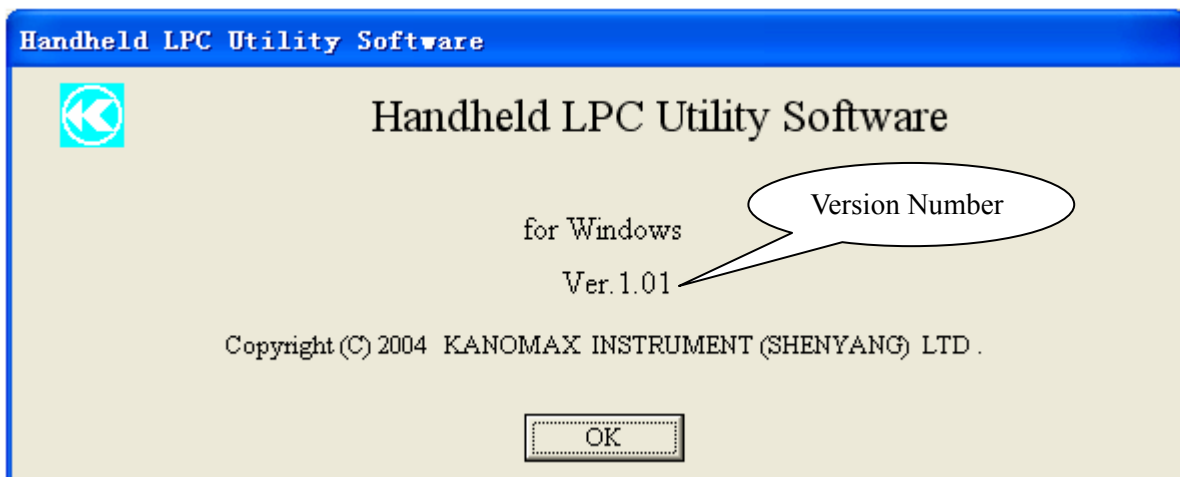 Handheld LPC Utility Software
Handheld LPC Utility Software
Version Number
for Windows
Ver.1.01
Copyright (C) 2004 KANOMAX INSTRUMENT (SHENYANG) LTD .
OK